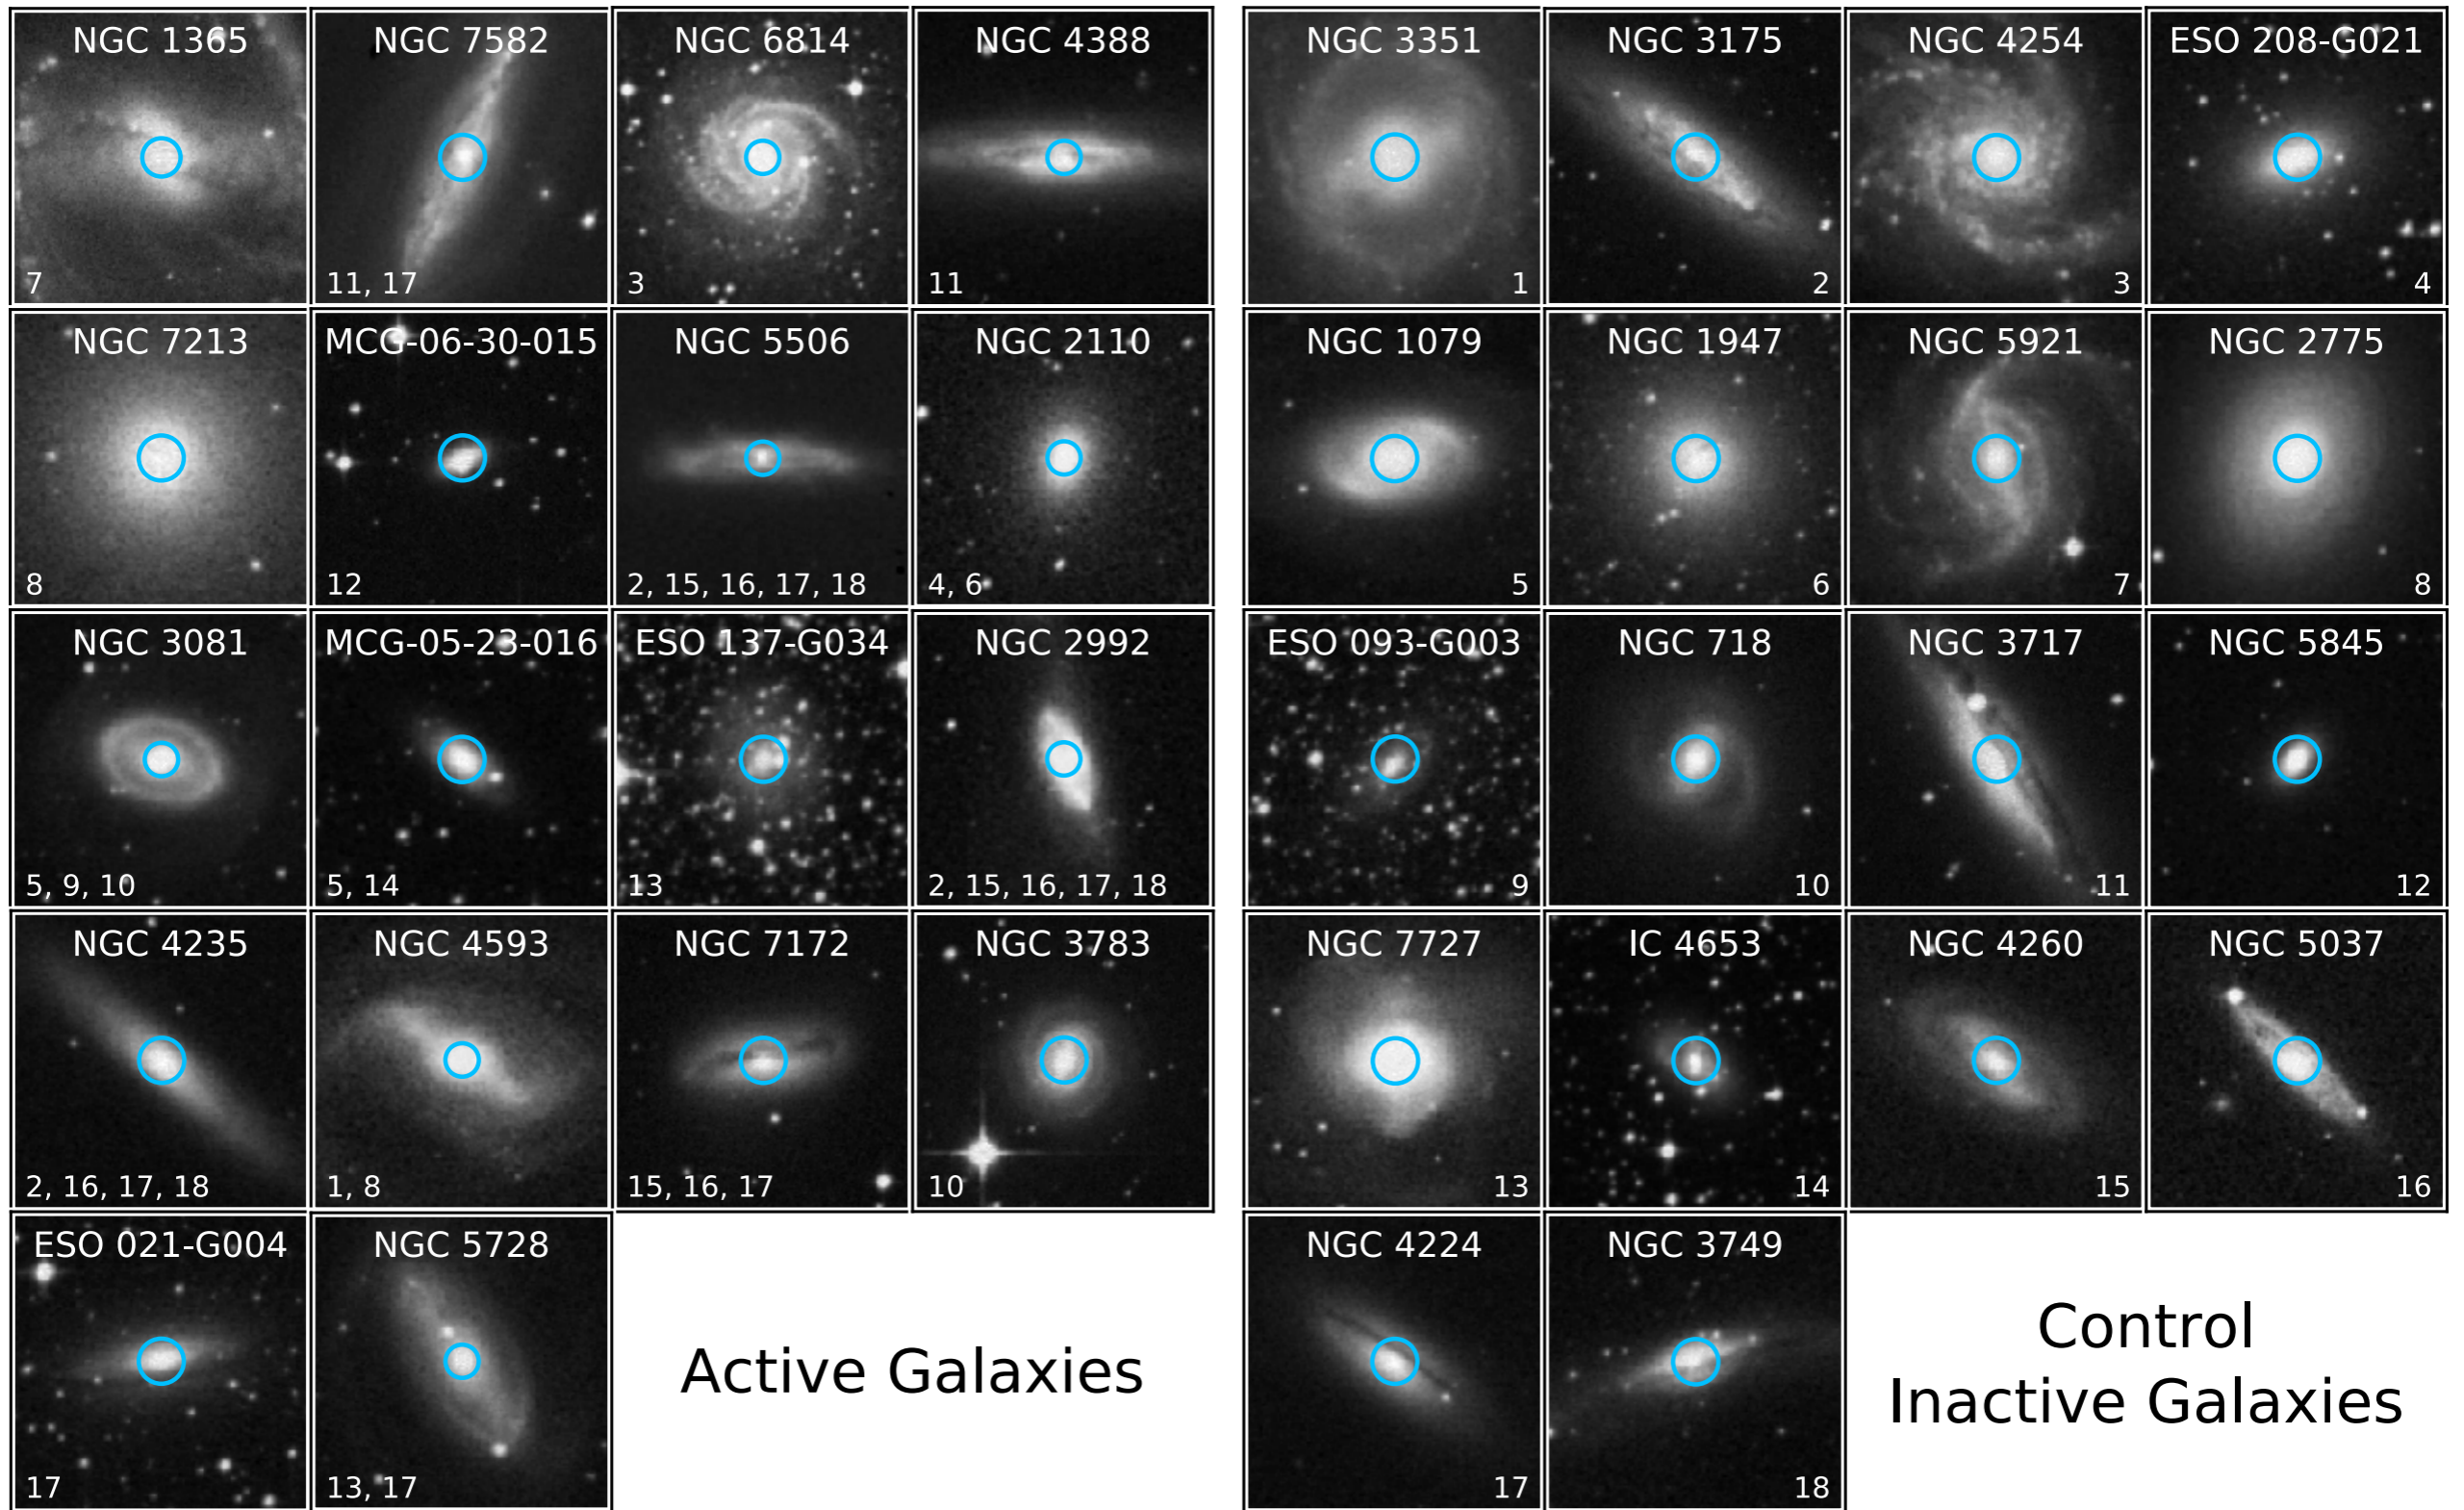 NGC 1365
7
NGC 7582
11, 17
NGC 6814
3
NGC 4388
11
NGC 7213
8
MCG-06-30-015
12
NGC 5506
2, 15, 16, 17, 18
NGC 2110
4, 6
NGC 3081
5, 9, 10
MCG-05-23-016
5, 14
ESO 137-G034
13
NGC 2992
2, 15, 16, 17, 18
NGC 4235
2, 16, 17, 18
NGC 4593
1, 8
NGC 7172
15, 16, 17
NGC 3783
10
ESO 021-G004
17
NGC 5728
13, 17
Active Galaxies
NGC 3351
1
NGC 3175
2
NGC 4254
3
ESO 208-G021
4
NGC 1079
5
NGC 1947
6
NGC 5921
7
NGC 2775
8
ESO 093-G003
9
NGC 718
10
NGC 3717
11
NGC 5845
12
NGC 7727
13
IC 4653
14
NGC 4260
15
NGC 5037
16
NGC 4224
17
NGC 3749
18
Control
Inactive Galaxies